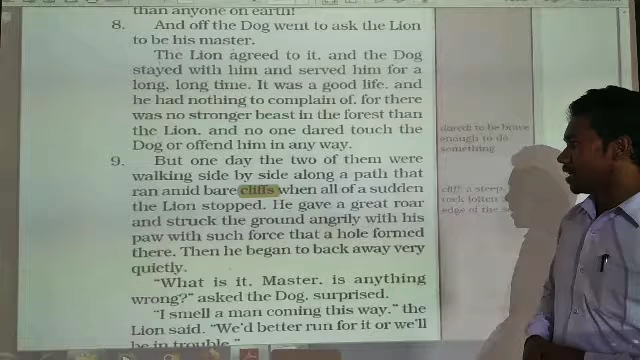 than anyone on earth!
8. And off the Dog went to ask the Lion
to be his master.
The Lion agreed to it, and the Dog
stayed with him and served him for a
long, long time. It was a good life, and
he had nothing to complain of, for there
was no stronger beast in the forest than
the Lion, and no one dared touch the
Dog or offend him in any way.
9. But one day the two of them were
walking side by side along a path that
ran amid bare cliffs when all of a sudden
the Lion stopped. He gave a great roar
and struck the ground angrily with his
paw with such force that a hole formed
there. Then he began to back away very
quietly.
"What is it, Master, is anything
wrong?" asked the Dog, surprised.
"I smell a man coming this way," the
Lion said. "We'd better run for it or we'll
be in trouble."
dared: to be brave
enough to do
something
cliff: a steep,
rock (often
edge of the